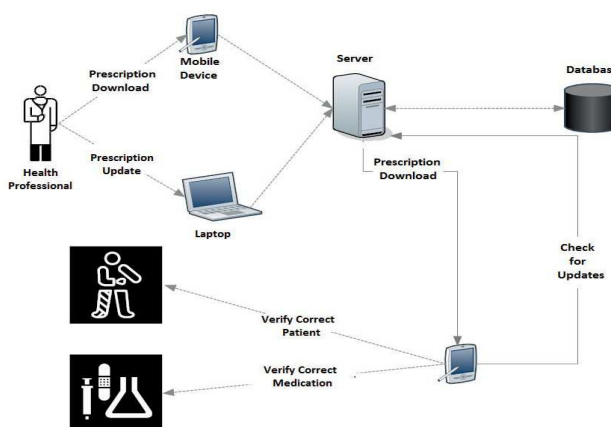 Prescription
Download
Mobile
Device
Server
Databas
Health
Professional
Prescription
Update
Laptop
Prescription
Download
Check
for
Updates
Verify Correct
Patient
Verify Correct
Medication